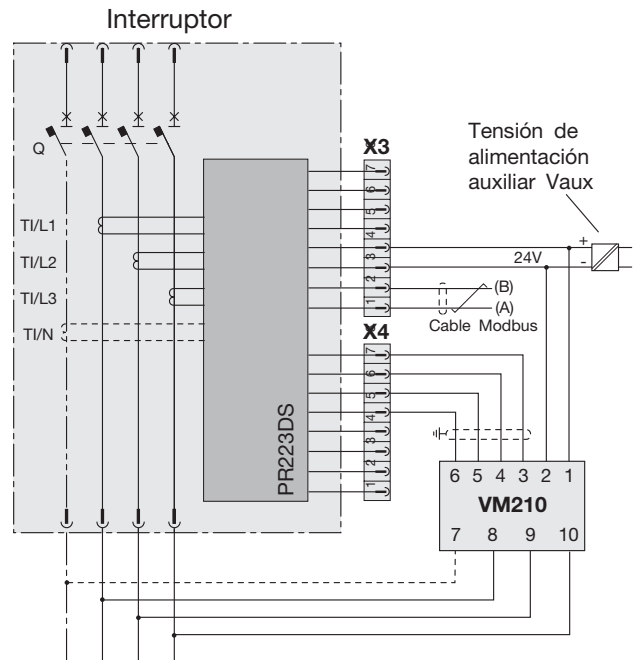 Interruptor
Q
TI/L1
TI/L2
TI/L3
TI/N
PR223DS
X3
7
6
5
4
3
2
1
Tensión de
alimentación
auxiliar Vaux
+
-
24V
(B)
(A)
Cable Modbus
X4
7
6
5
4
3
2
1
6 5 4 3 2 1
VM210
7 8 9 10